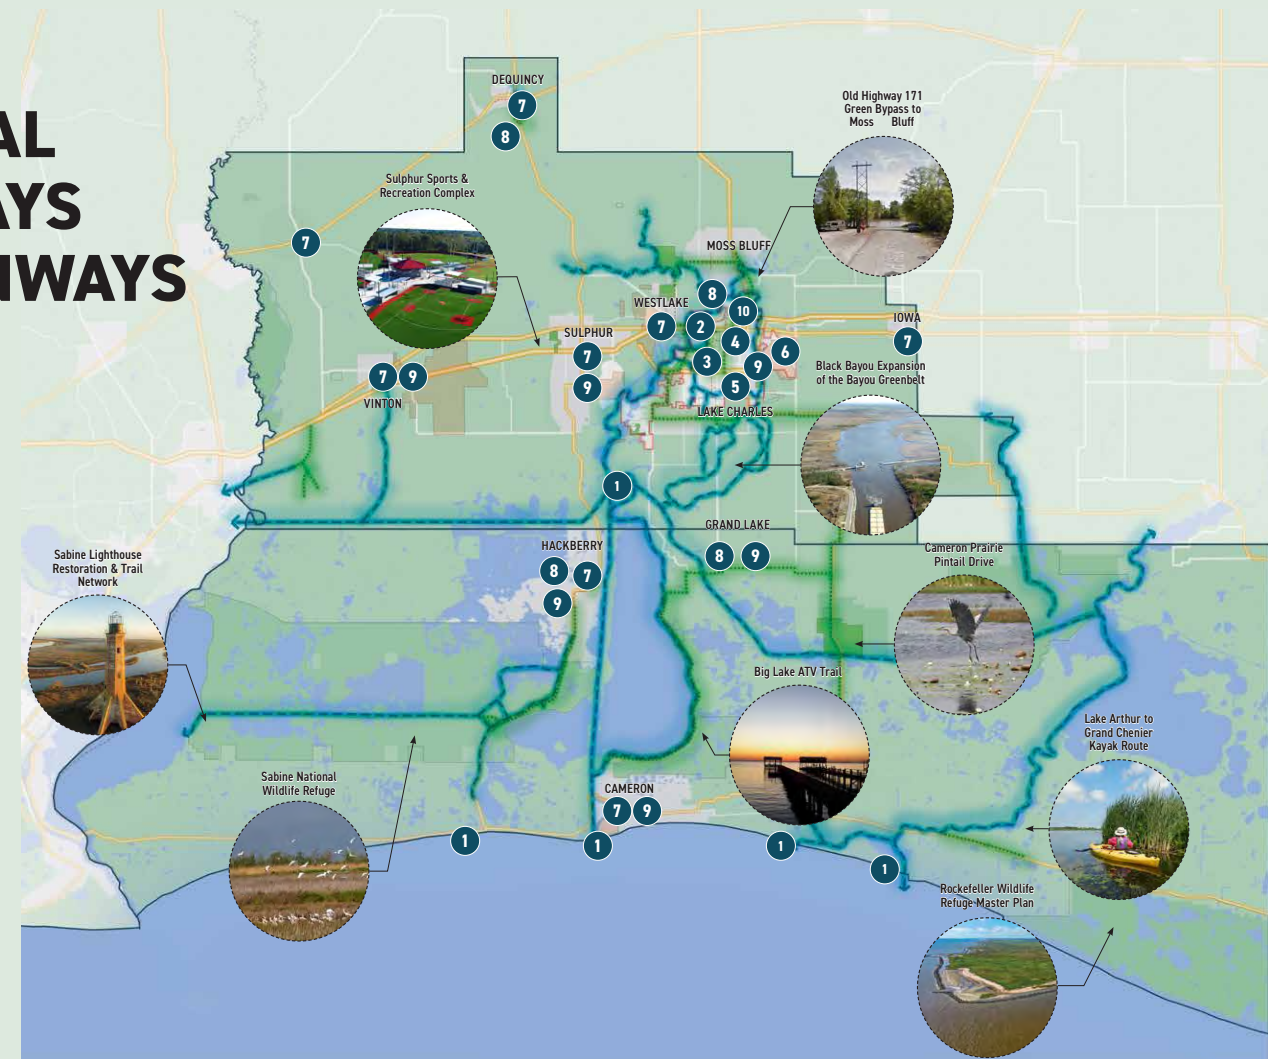 AL
AYS
HWAYS
DEQUINCY
7
8
Old Highway 171
Green Bypass to
Moss Bluff
Sulphur Sports &
Recreation Complex
7
MOSS BLUFF
8
WESTLAKE
10
7
2
IOWA
7
SULPHUR
4
7
3
6
9
Black Bayou Expansion
of the Bayou Greenbelt
7
9
9
5
VINTON
LAKE CHARLES
1
GRAND LAKE
8
9
HACKBERRY
8
7
9
Sabine Lighthouse
Restoration & Trail
Network
Cameron Prairie
Pintail Drive
Big Lake ATV Trail
Lake Arthur to
Grand Chenier
Kayak Route
Sabine National
Wildlife Refuge
CAMERON
7
9
1
1
1
1
Rockefeller Wildlife
Refuge Master Plan